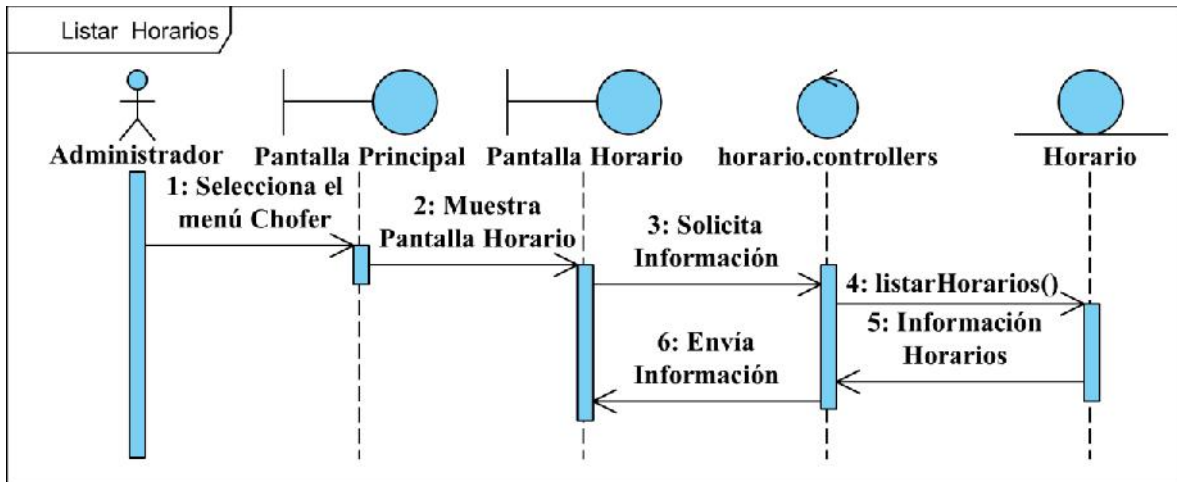 Listar Horarios
Administrador
Pantalla Principal
Pantalla Horario
horario.controllers
Horario
1: Selecciona el
menú Chofer
2: Muestra
Pantalla Horario
3: Solicita
Información
4: listarHorarios()
5: Información
Horarios
6: Envía
Información